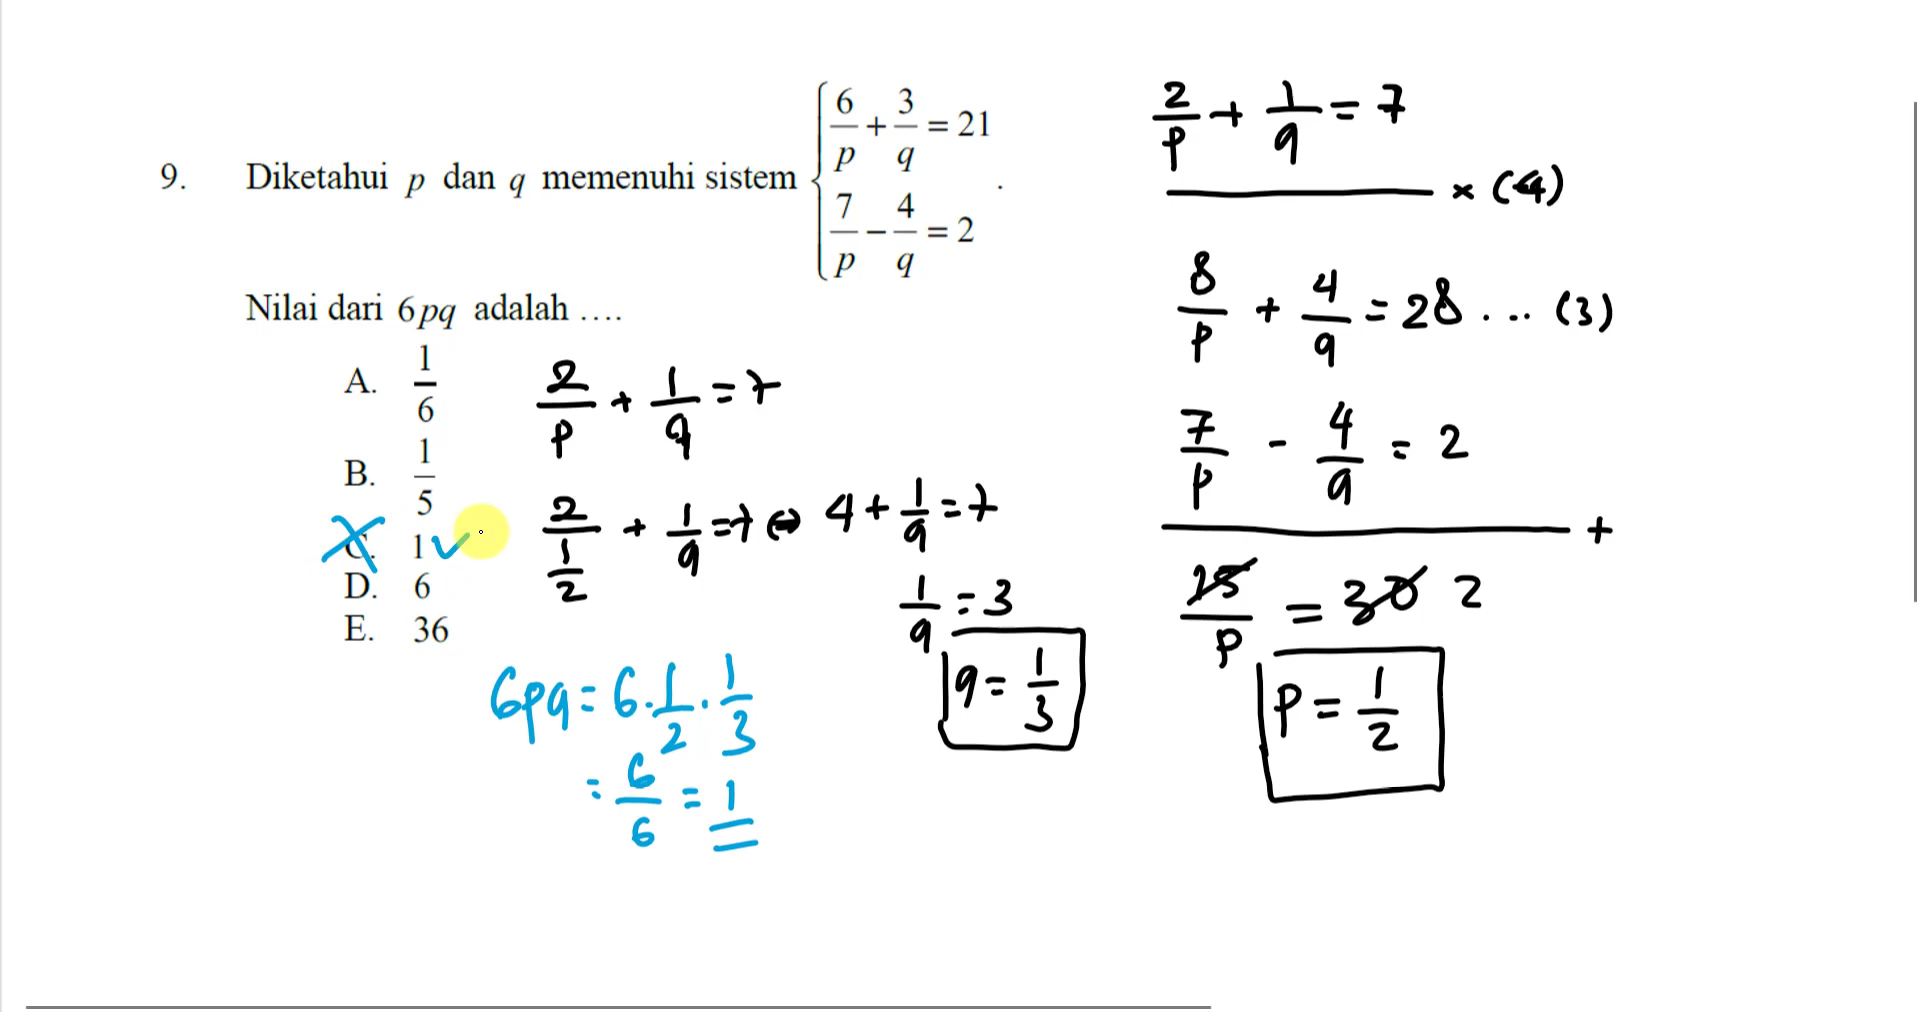 9. Diketahui p dan q memenuhi sistem { 6/p + 3/q = 21
7/p − 4/q = 2 .
Nilai dari 6pq adalah ....
A. 1/6
B. 1/5
C. 1
D. 6
E. 36
2/p + 1/q = 7
2/(1/2) + 1/q = 7 ⇔ 4 + 1/q = 7
1/q = 3
q = 1/3
6pq = 6 · 1/2 · 1/3
= 6/6 = 1
2/p + 1/q = 7
× (4)
8/p + 4/q = 28 ... (3)
7/p - 4/q = 2
+
15/p = 30 2
p = 1/2